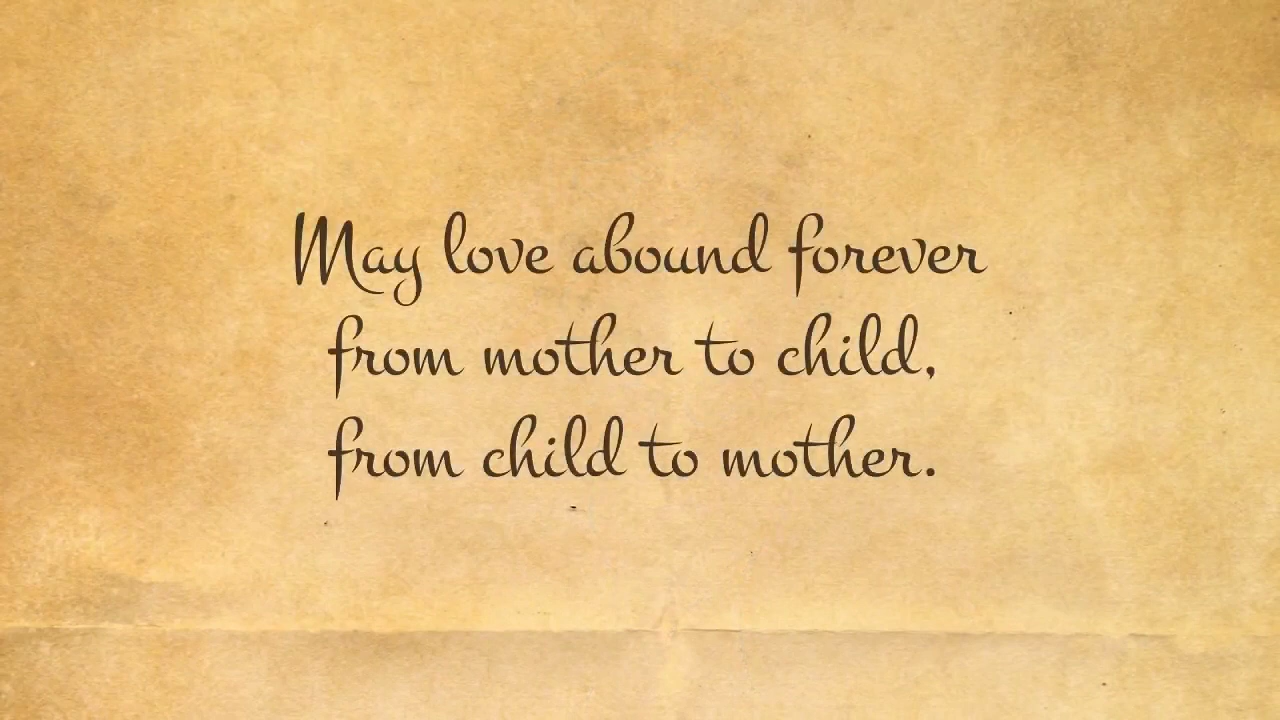 May love abound forever
from mother to child,
from child to mother.